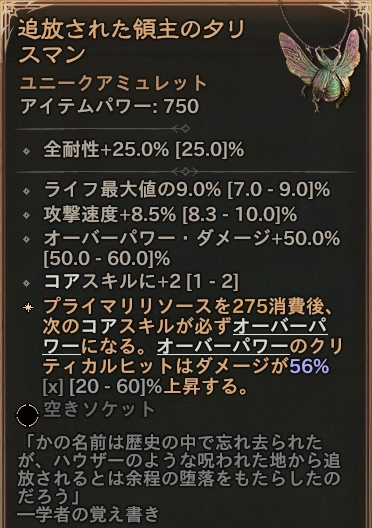 追放された領主のタリ
スマン
ユニークアミュレット
アイテムパワー: 750
全耐性+25.0% [25.0]%
ライフ最大値の9.0% [7.0 - 9.0]%
攻撃速度+8.5% [8.3 - 10.0]%
オーバーパワー・ダメージ+50.0%
[50.0 - 60.0]%
コアスキルに+2 [1 - 2]
プライマリリソースを275消費後、
次のコアスキルが必ずオーバーパ
ワーになる。オーバーパワーのクリ
ティカルヒットはダメージが56%
[x] [20 - 60]%上昇する。
空きソケット
「かの名前は歴史の中で忘れ去られた
が、ハウザーのような呪われた地から追
放されるとは余程の堕落をもたらしたの
だろう」
—学者の覚え書き